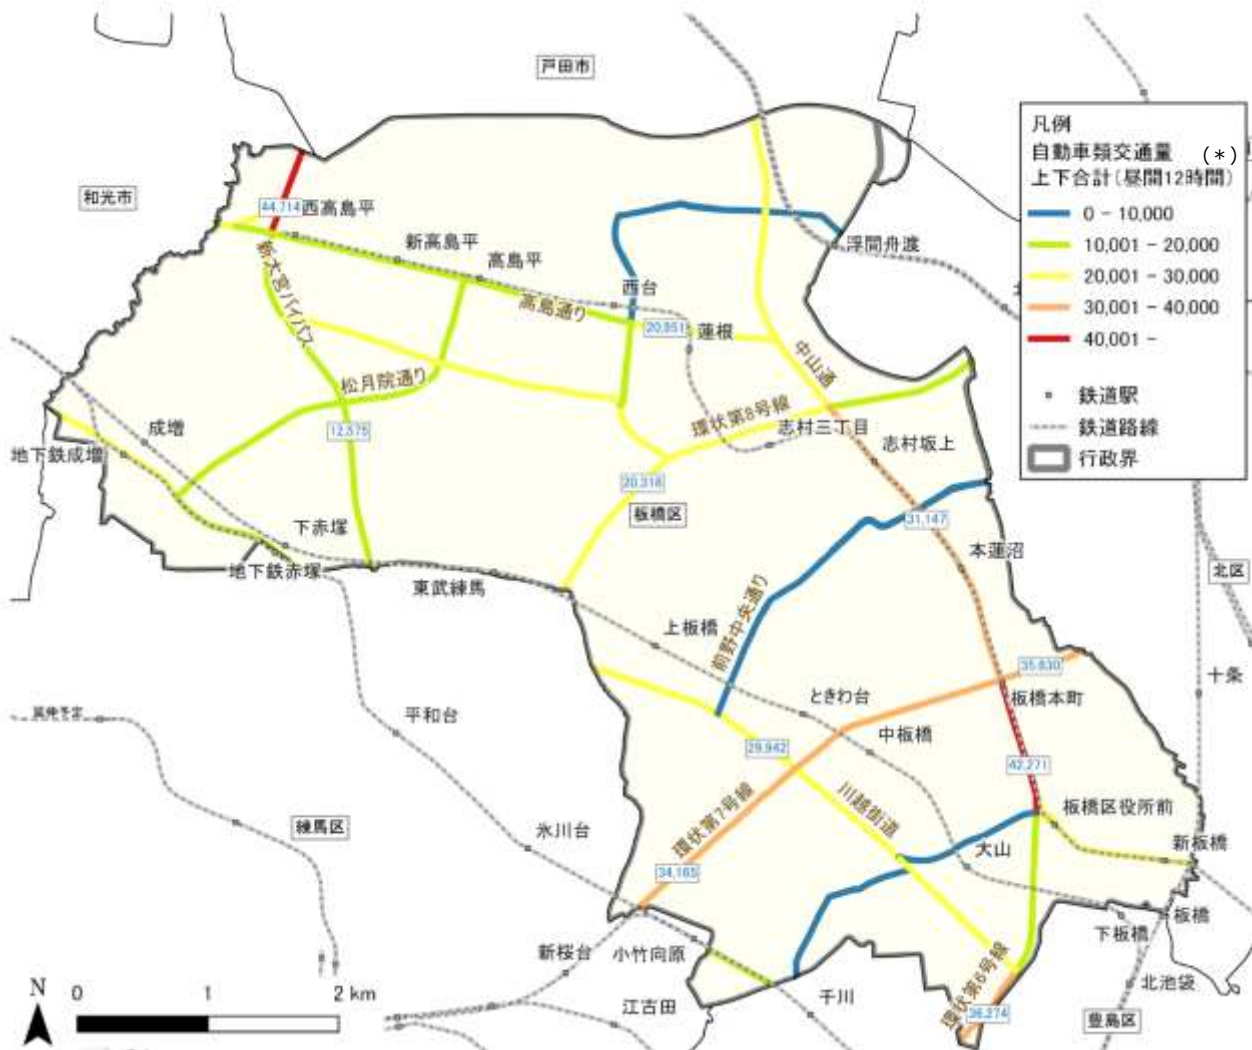 戸田市
凡例
自動車類交通量 (*)
上下合計(昼間12時間)
0 - 10,000
10,001 - 20,000
20,001 - 30,000
30,001 - 40,000
40,001 -
鉄道駅
鉄道路線
行政界
和光市
44,714
西高島平
新高島平
高島平
浮間舟渡
新大宮バイパス
高島通り
西台
20,851
蓮根
中山道
松月院通り
環状第8号線
志村三丁目
志村坂上
成増
地下鉄成増
12,575
20,318
板橋区
31,147
下赤塚
本蓮沼
地下鉄赤塚
東武練馬
北区
上板橋
前野中央通り
35,830
十条
ときわ台
板橋本町
延伸予定
平和台
中板橋
29,942
42,271
川越街道
板橋区役所前
練馬区
氷川台
環状第7号線
大山
新板橋
34,165
板橋
下板橋
新桜台
小竹向原
環状第6号線
北池袋
千川
江古田
36,274
豊島区
N
0 1 2 km